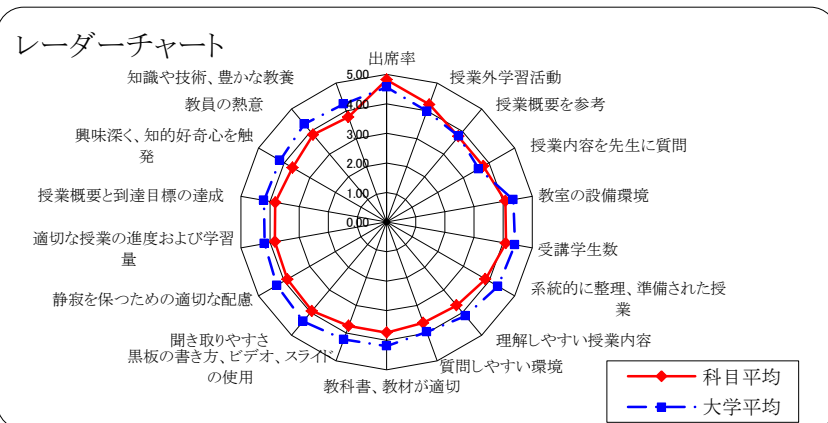 レーダーチャート
出席率
授業外学習活動
授業概要を参考
授業内容を先生に質問
教室の設備環境
受講学生数
系統的に整理、準備された授
業
理解しやすい授業内容
質問しやすい環境
教科書、教材が適切
黒板の書き方、ビデオ、スライド
の使用
聞き取りやすさ
静寂を保つための適切な配慮
適切な授業の進度および学習
量
授業概要と到達目標の達成
興味深く、知的好奇心を触
発
教員の熱意
知識や技術、豊かな教養
5.00
4.00
3.00
2.00
1.00
0.00
科目平均
大学平均